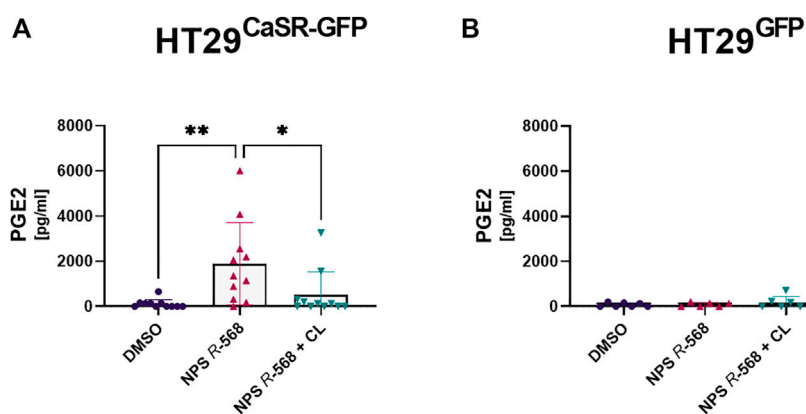 A
HT29CaSR-GFP
B
HT29GFP
8000
**
*
6000
4000
2000
0
PGE2
[pg/ml]
DMSO
NPS R-568
NPS R-568 + CL
8000
6000
4000
2000
0
PGE2
[pg/ml]
DMSO
NPS R-568
NPS R-568 + CL